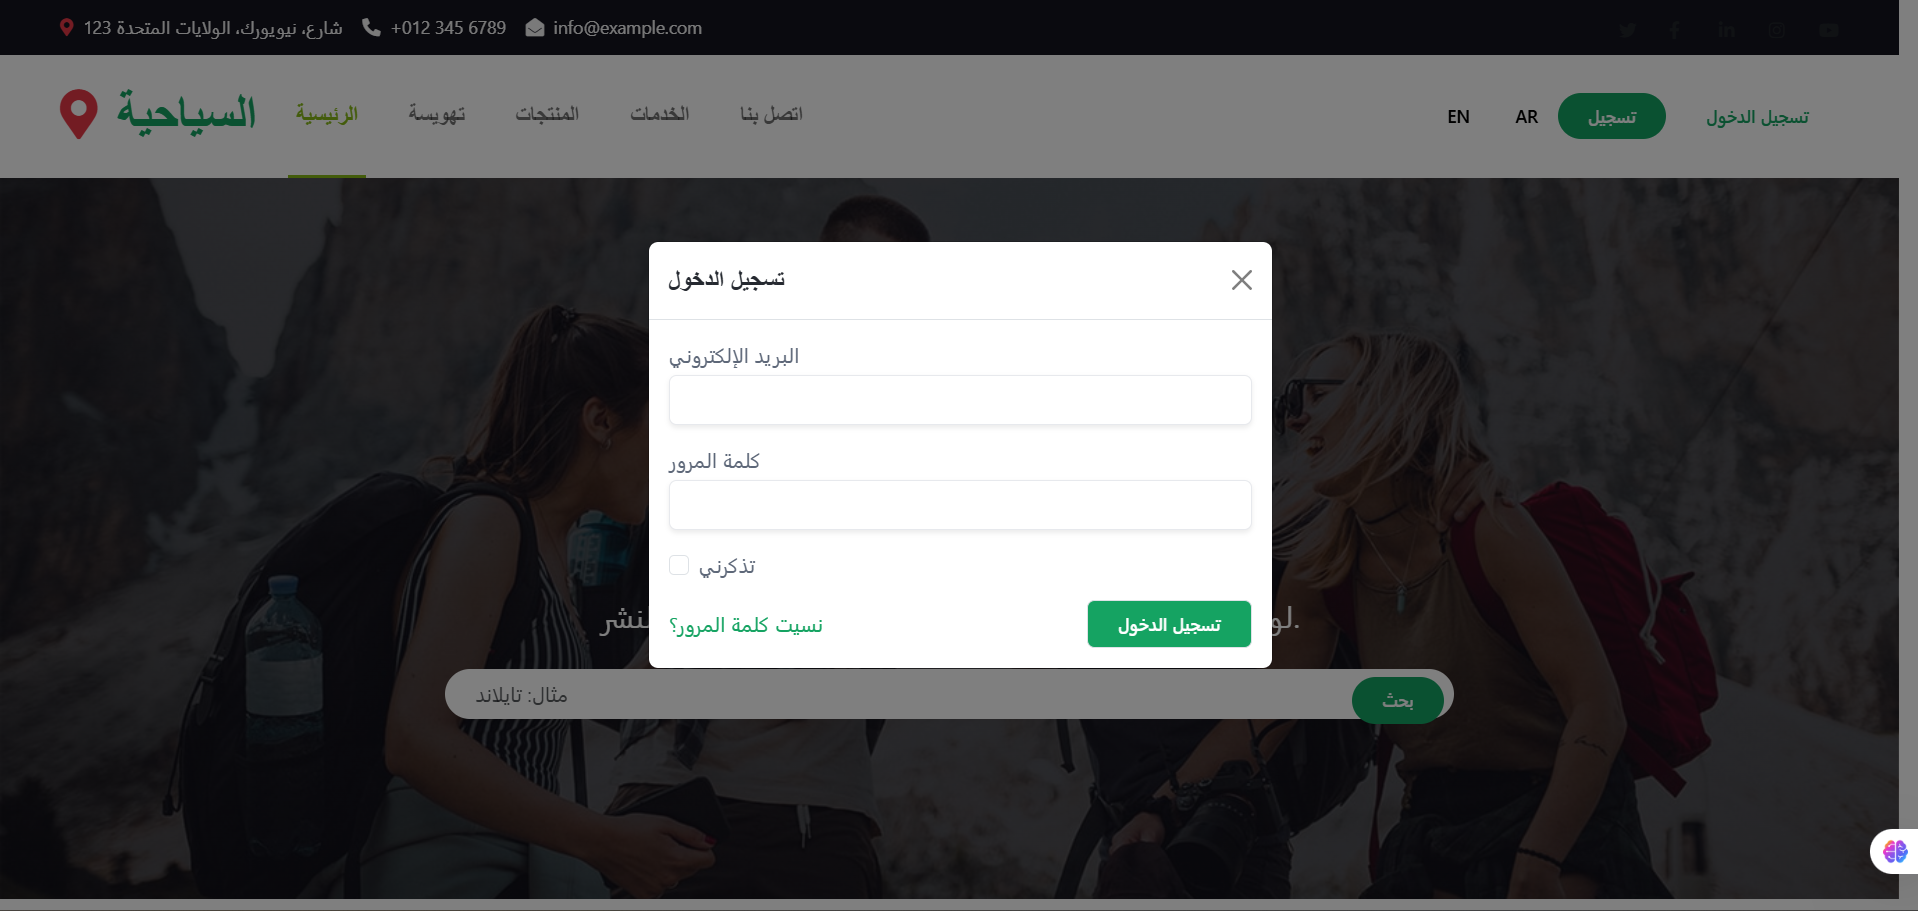 123 شارع، نيويورك، الولايات المتحدة +012 345 6789 info@example.com
السياحية الرئيسية تهويسة المنتجات الخدمات اتصل بنا EN AR تسجيل تسجيل الدخول
تسجيل الدخول
البريد الإلكتروني
كلمة المرور
تذكرني
نسيت كلمة المرور؟ تسجيل الدخول
مثال: تايلاند بحث